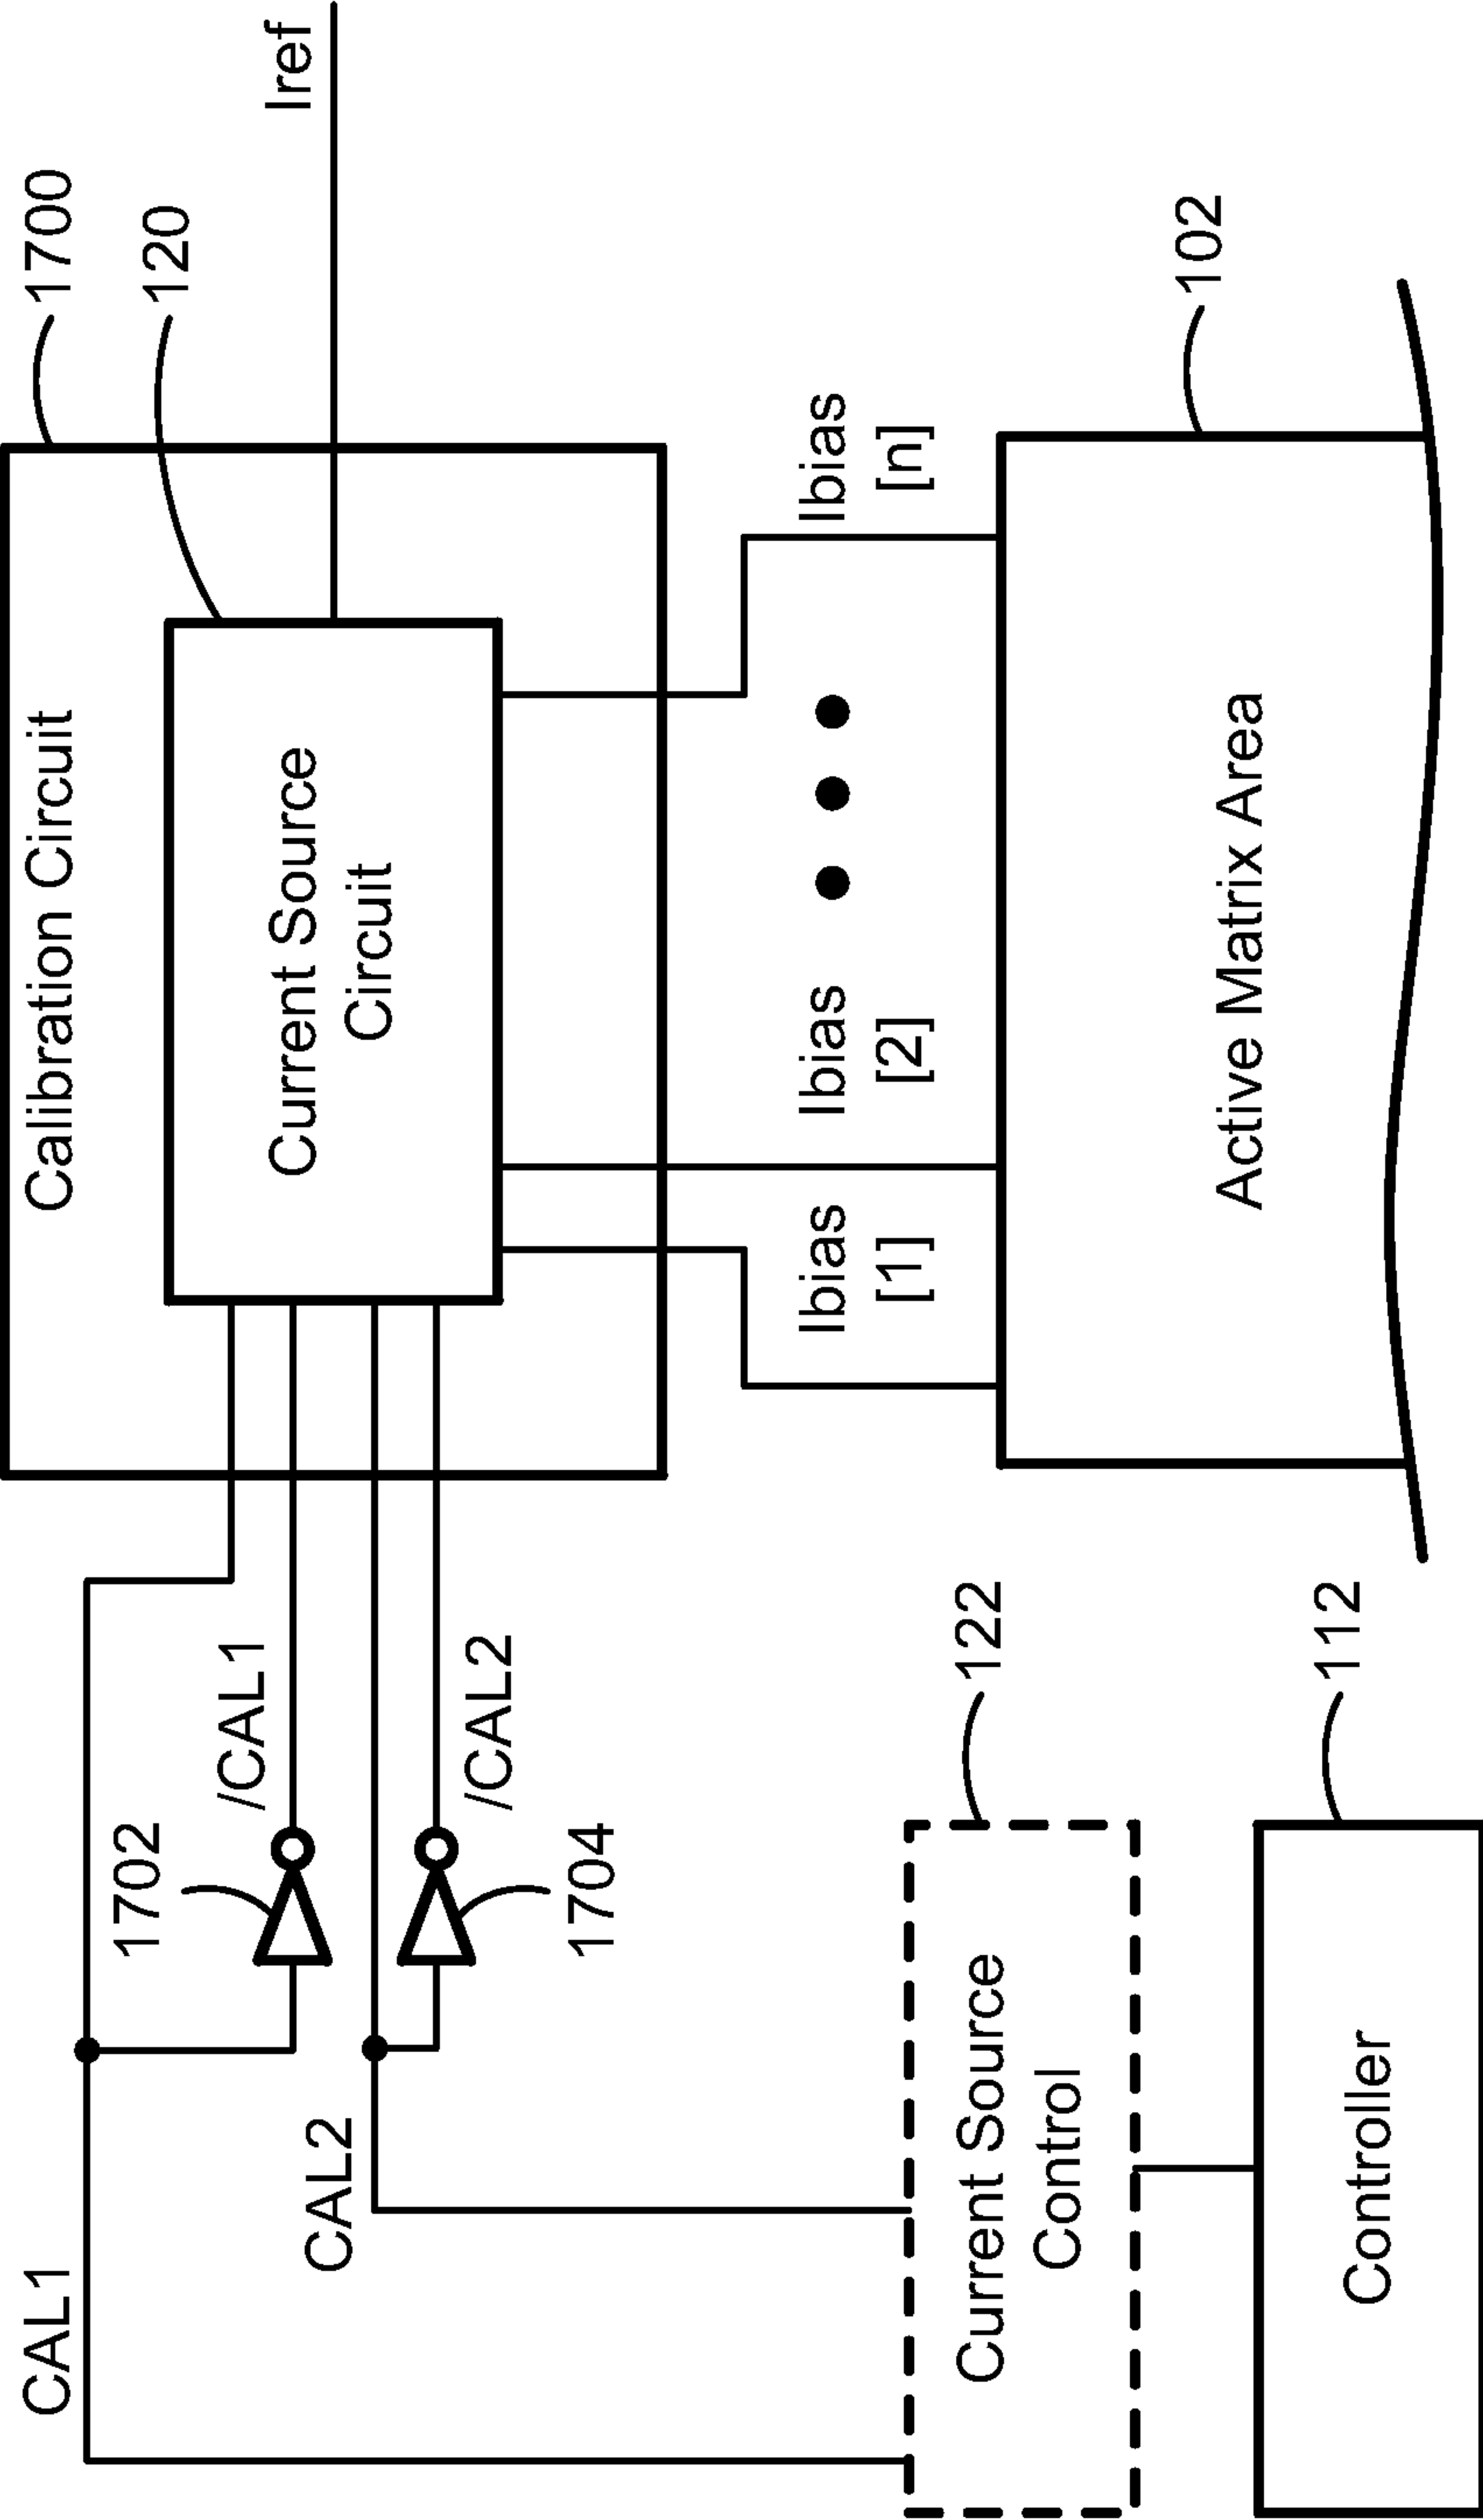 CAL1
CAL2
1702
/CAL1
/CAL2
1704
Calibration Circuit
1700
120
Iref
Current Source
Circuit
Ibias
[1]
Ibias
[2]
Ibias
[n]
Current Source
Control
122
Controller
112
Active Matrix Area
102